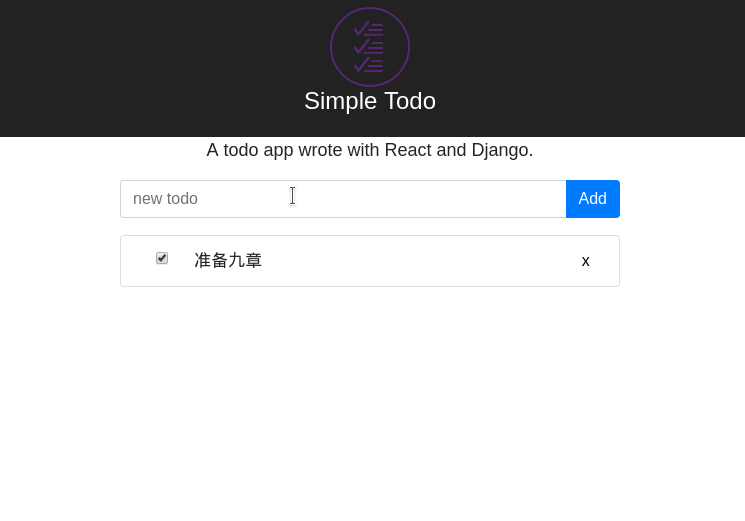 Simple Todo
A todo app wrote with React and Django.
new todo
Add
准备九章
x